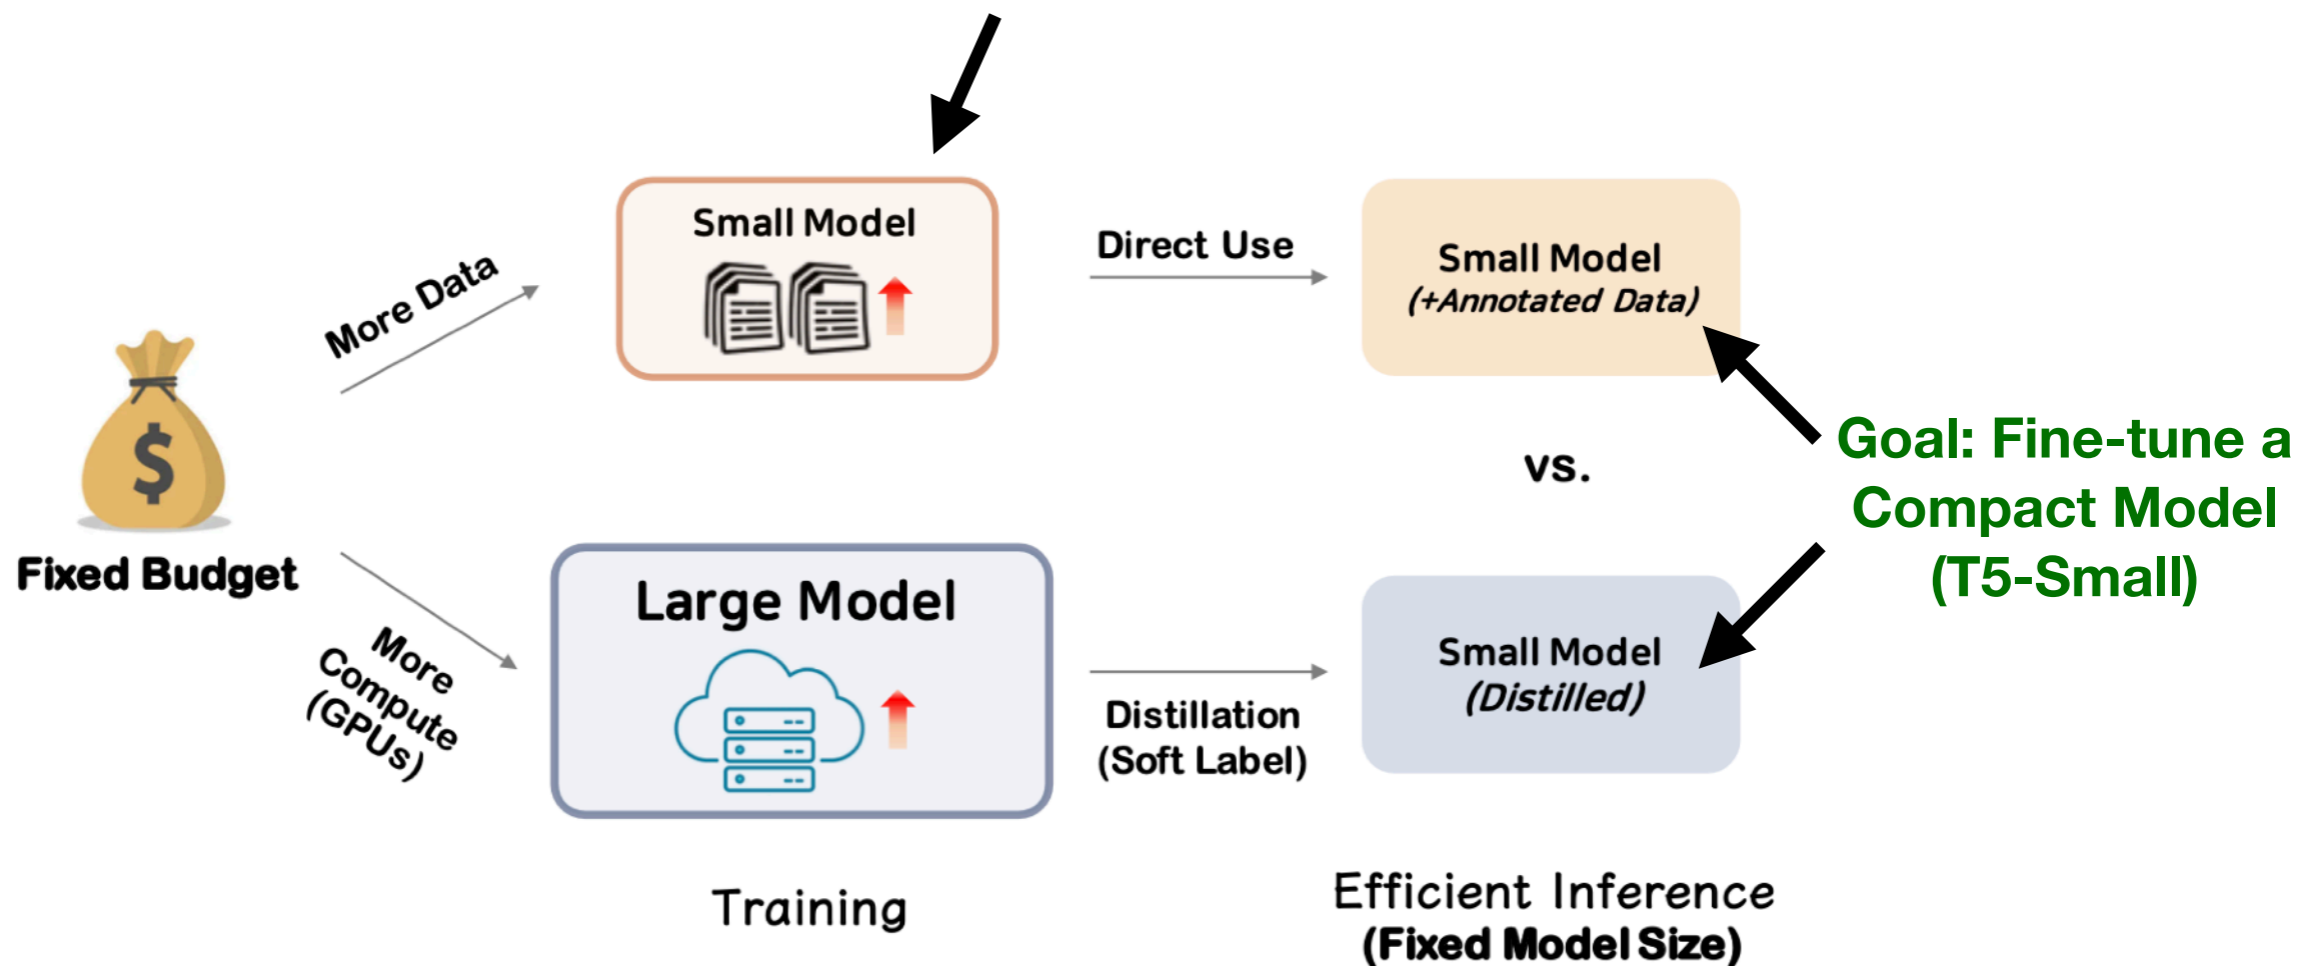 Fixed Budget
More Data
More
Compute
(GPUs)
Small Model
Large Model
Training
Direct Use
Distillation
(Soft Label)
Small Model
(+Annotated Data)
vs.
Small Model
(Distilled)
Efficient Inference
(Fixed Model Size)
Goal: Fine-tune a
Compact Model
(T5-Small)